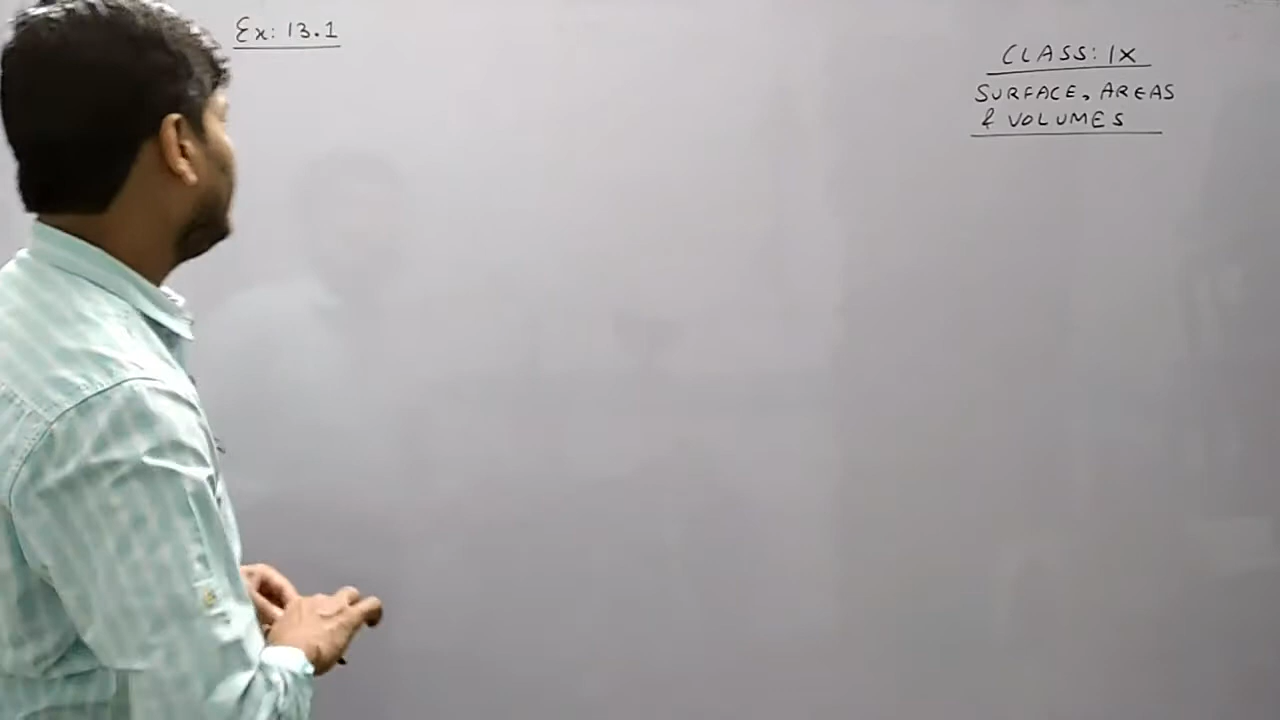 Ex: 13.1
CLASS: IX
SURFACE, AREAS
& VOLUMES